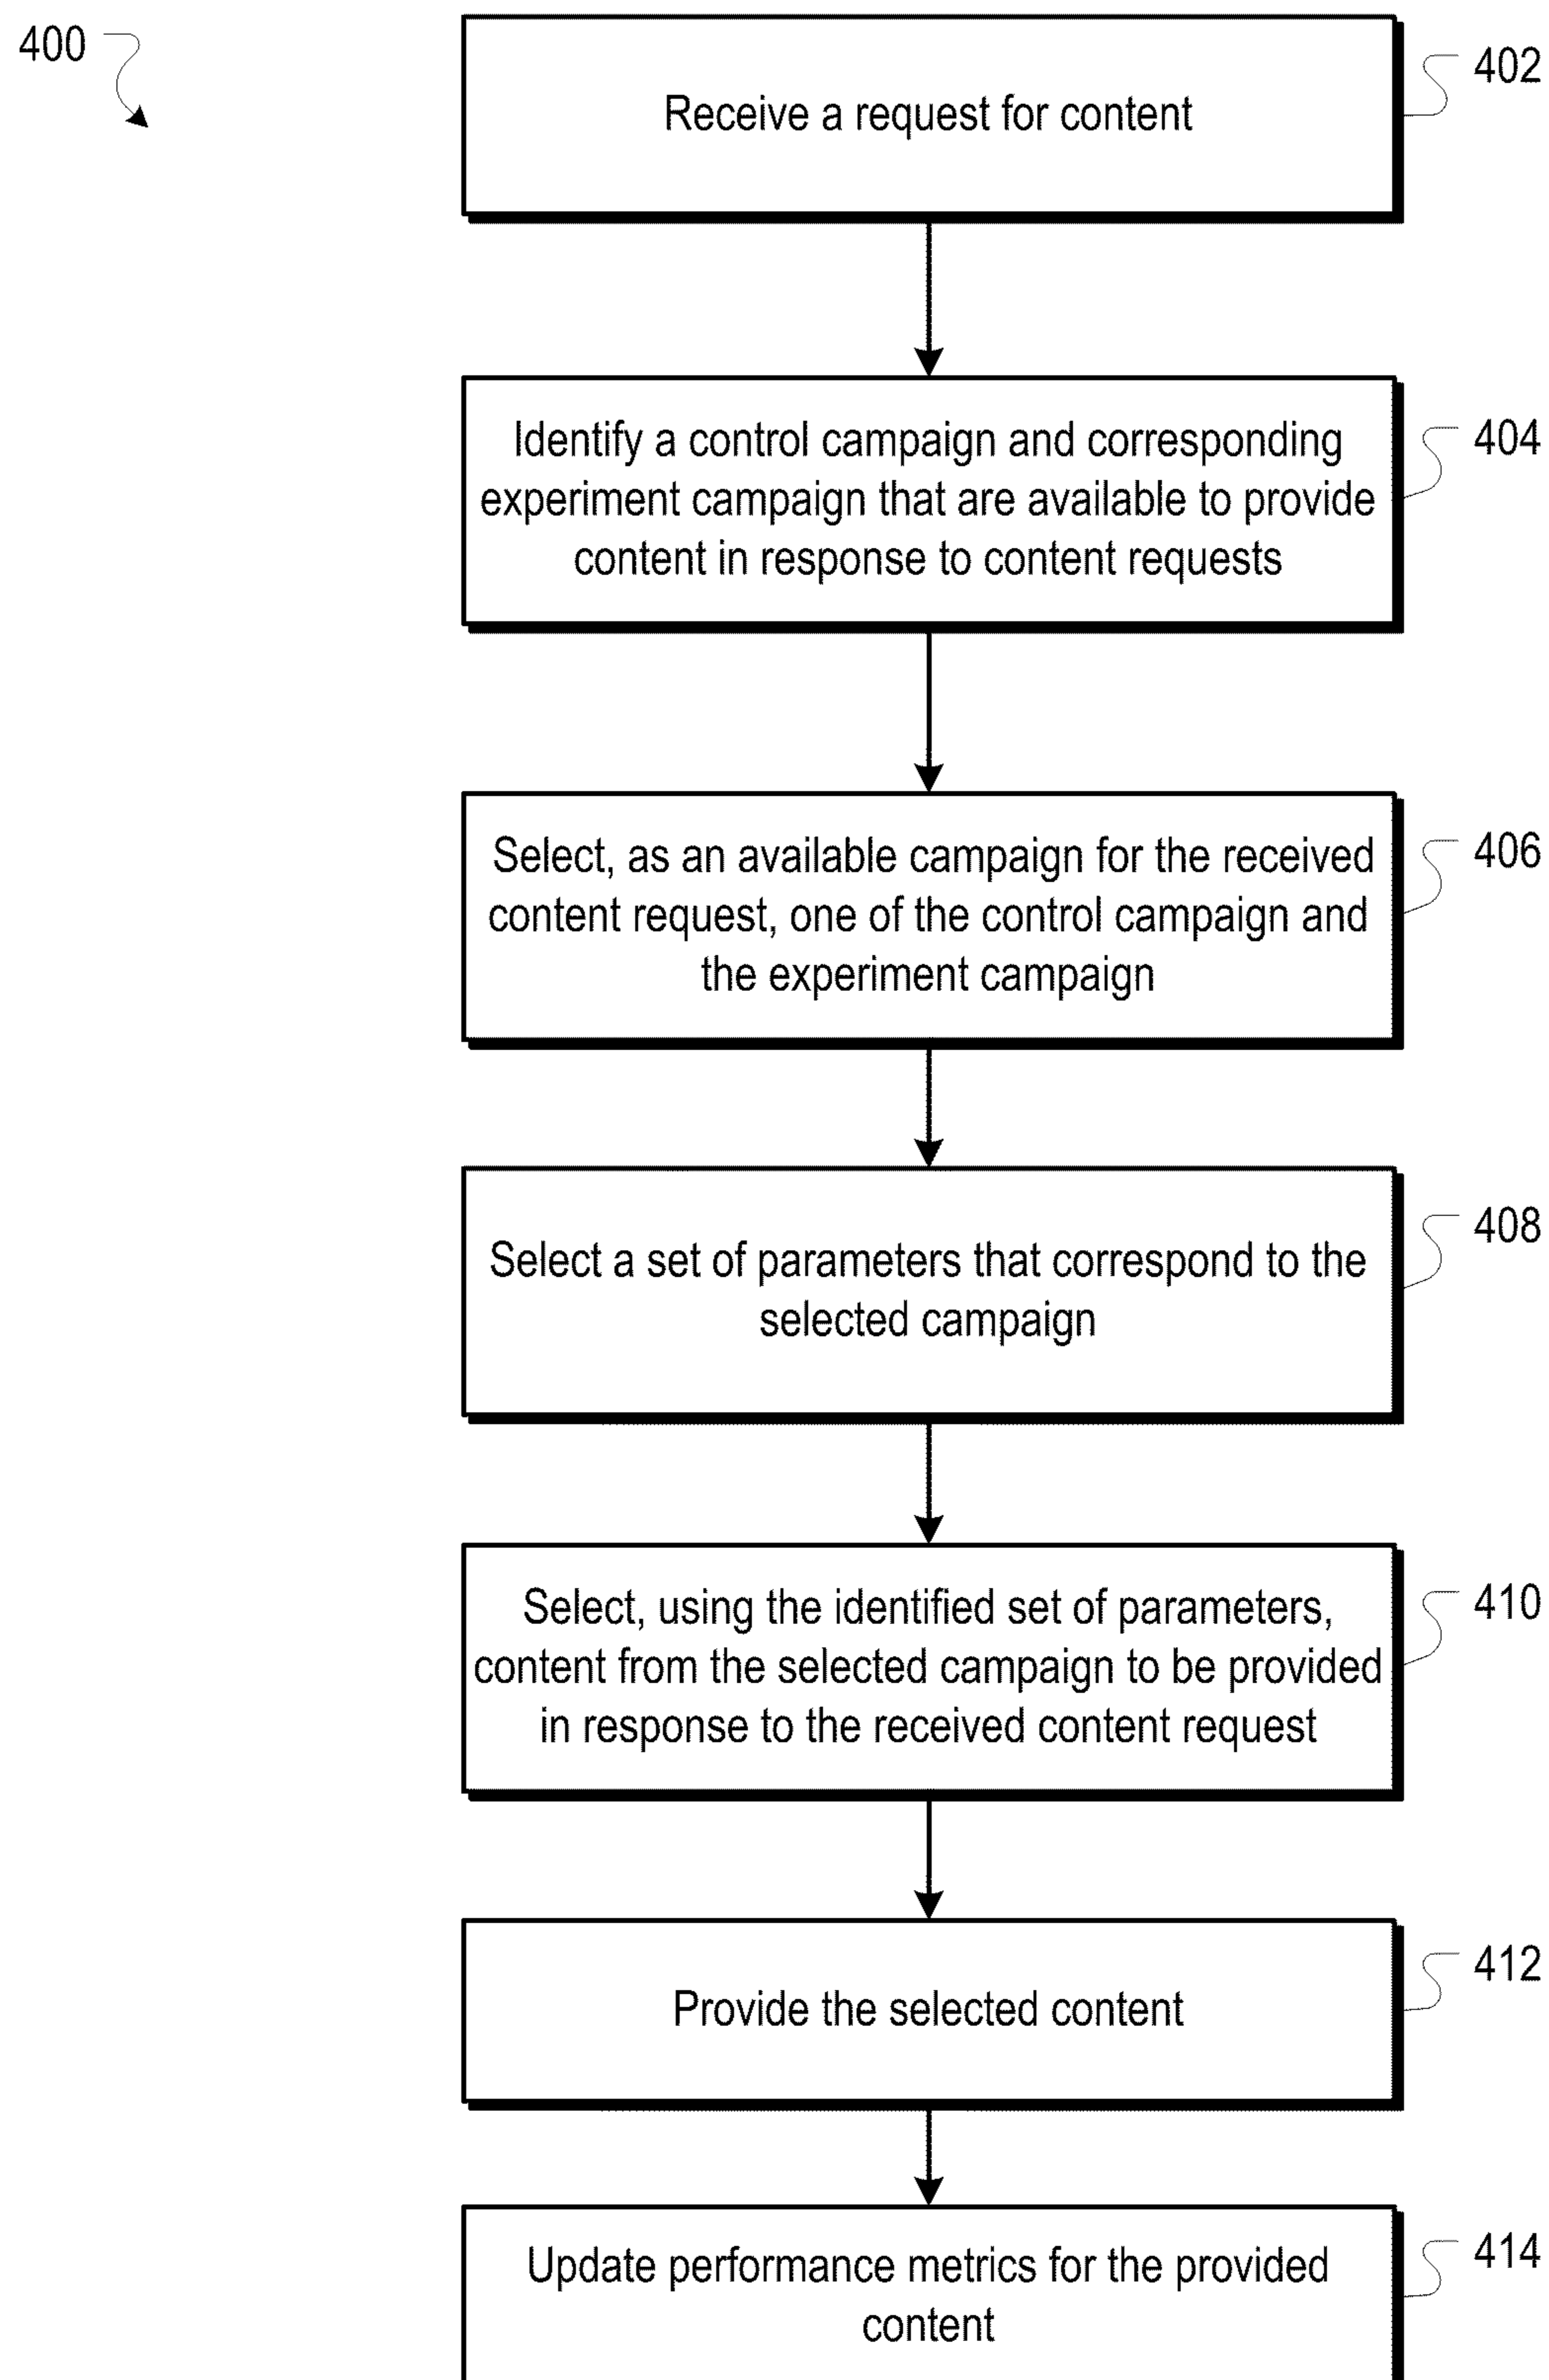 400
Receive a request for content
402
Identify a control campaign and corresponding
experiment campaign that are available to provide
content in response to content requests
404
Select, as an available campaign for the received
content request, one of the control campaign and
the experiment campaign
406
Select a set of parameters that correspond to the
selected campaign
408
Select, using the identified set of parameters,
content from the selected campaign to be provided
in response to the received content request
410
Provide the selected content
412
Update performance metrics for the provided
content
414